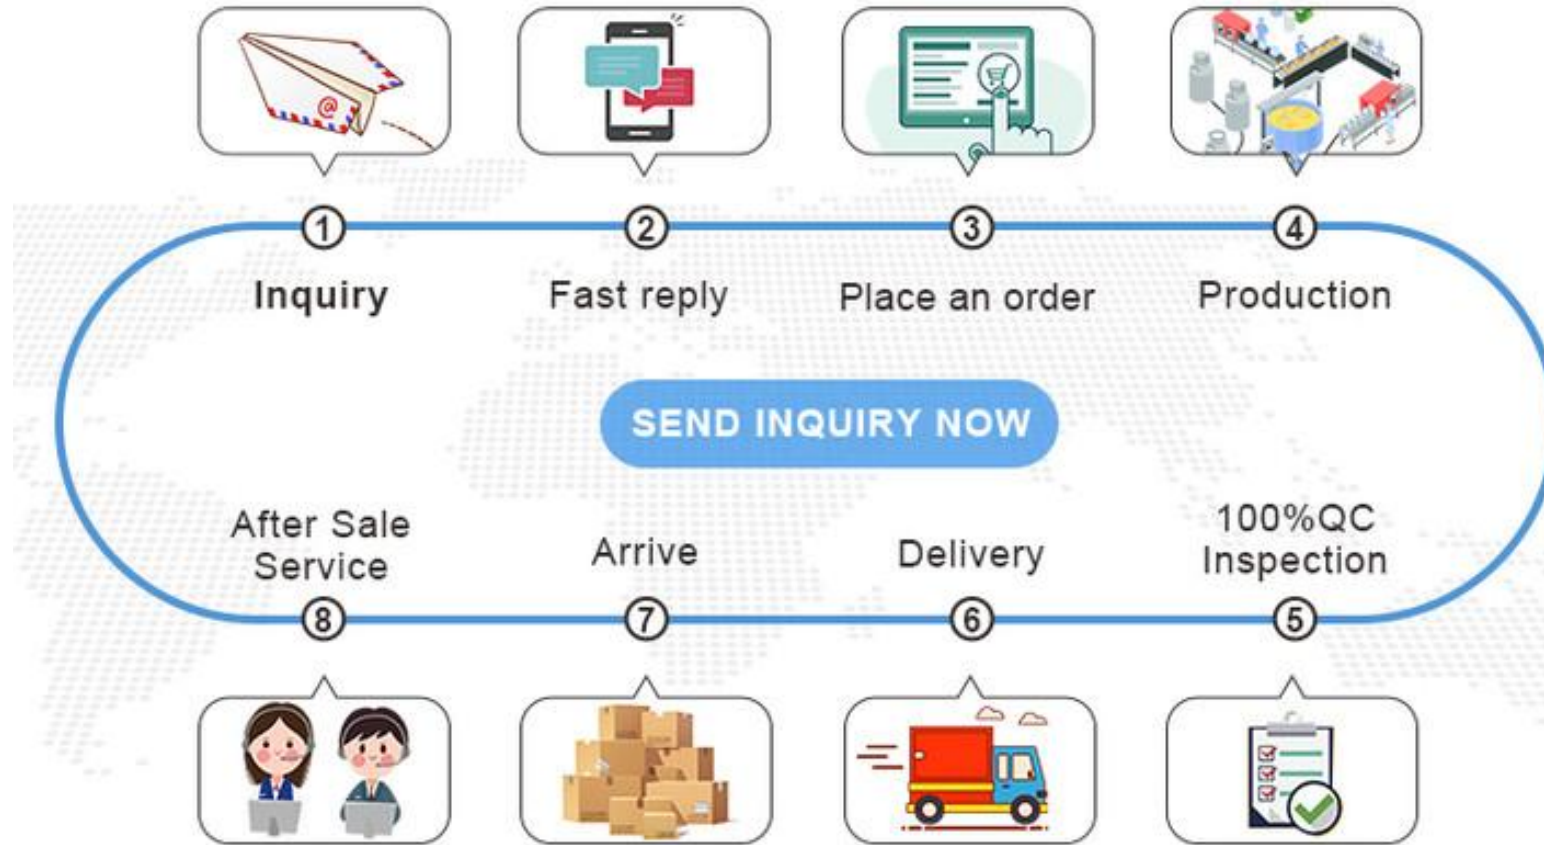 @
1
2
3
4
Inquiry
Fast reply
Place an order
Production
SEND INQUIRY NOW
After Sale
Service
Arrive
Delivery
100%QC
Inspection
8
7
6
5